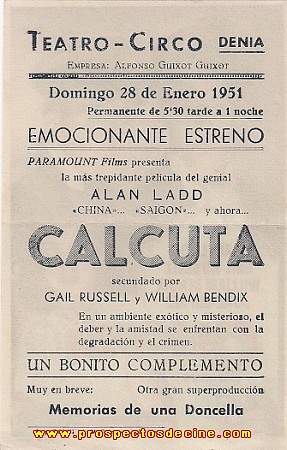 TEATRO-CIRCO DENIA
EMPRESA: ALFONSO GUIXOT GUIXOT
Domingo 28 de Enero 1951
Permanente de 5'30 tarde a 1 noche
EMOCIONANTE ESTRENO
PARAMOUNT Films presenta
la más trepidante película del genial
ALAN LADD
«CHINA»... «SAIGON»... y ahora...
CALCUTA
secundado por
GAIL RUSSELL y WILLIAM BENDIX
En un ambiente exótico y misterioso, el
deber y la amistad se enfrentan con la
degradación y el crimen.
UN BONITO COMPLEMENTO
Muy en breve: Otra gran superproducción
Memorias de una Doncella
www.prospectosdecine.com